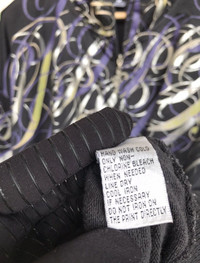 HAND WASH COLD
ONLY NON-
CHLORINE BLEACH
WHEN NEEDED
LINE DRY
COOL IRON
IF NECESSARY
DO NOT IRON ON
THE PRINT DIRECTLY